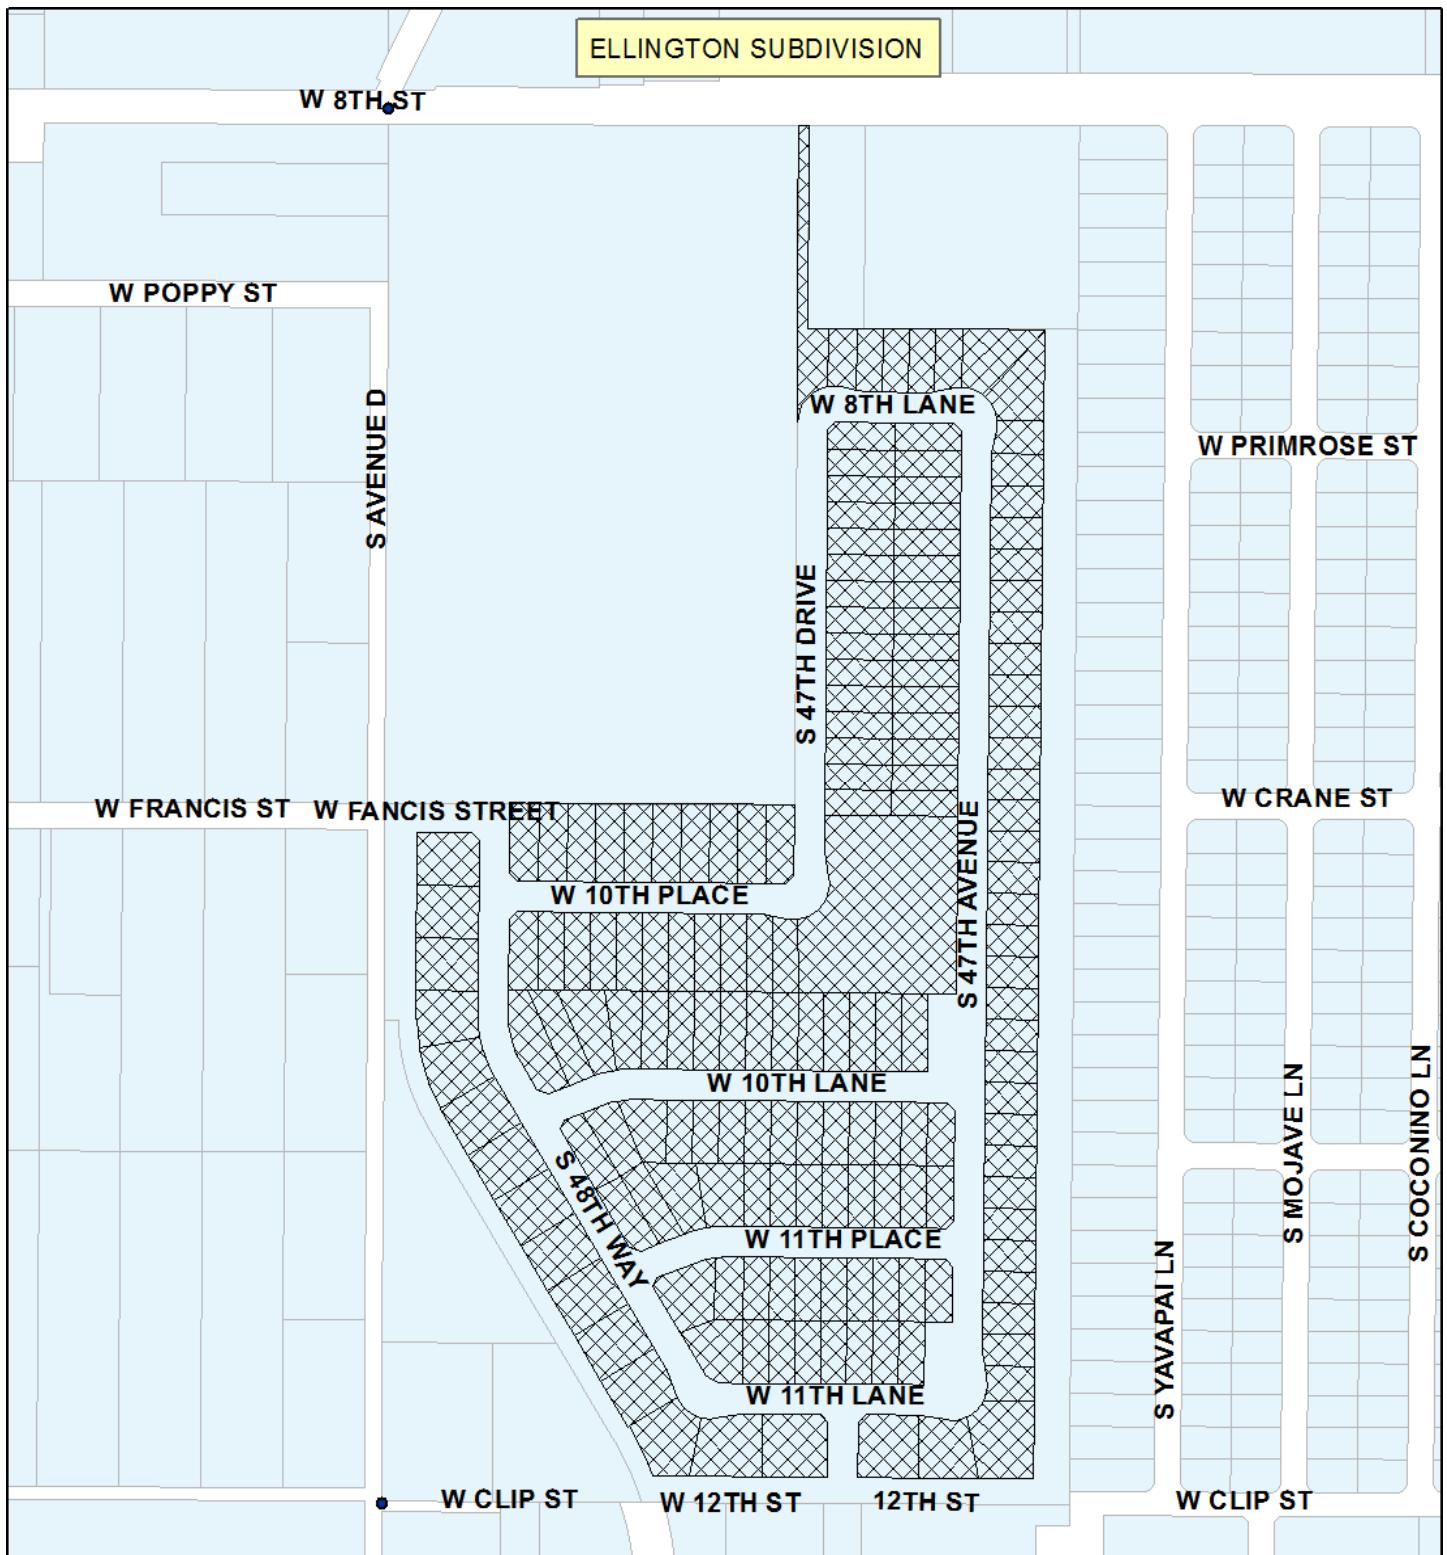 ELLINGTON SUBDIVISION
W 8TH ST
W POPPY ST
S AVENUE D
W 8TH LANE
W PRIMROSE ST
S 47TH DRIVE
W FRANCIS ST
W FANCIS STREET
W CRANE ST
W 10TH PLACE
S 47TH AVENUE
W 10TH LANE
S 48TH WAY
W 11TH PLACE
S MOJAVE LN
S COCONINO LN
S YAVAPAI LN
W 11TH LANE
W CLIP ST
W 12TH ST
12TH ST
W CLIP ST